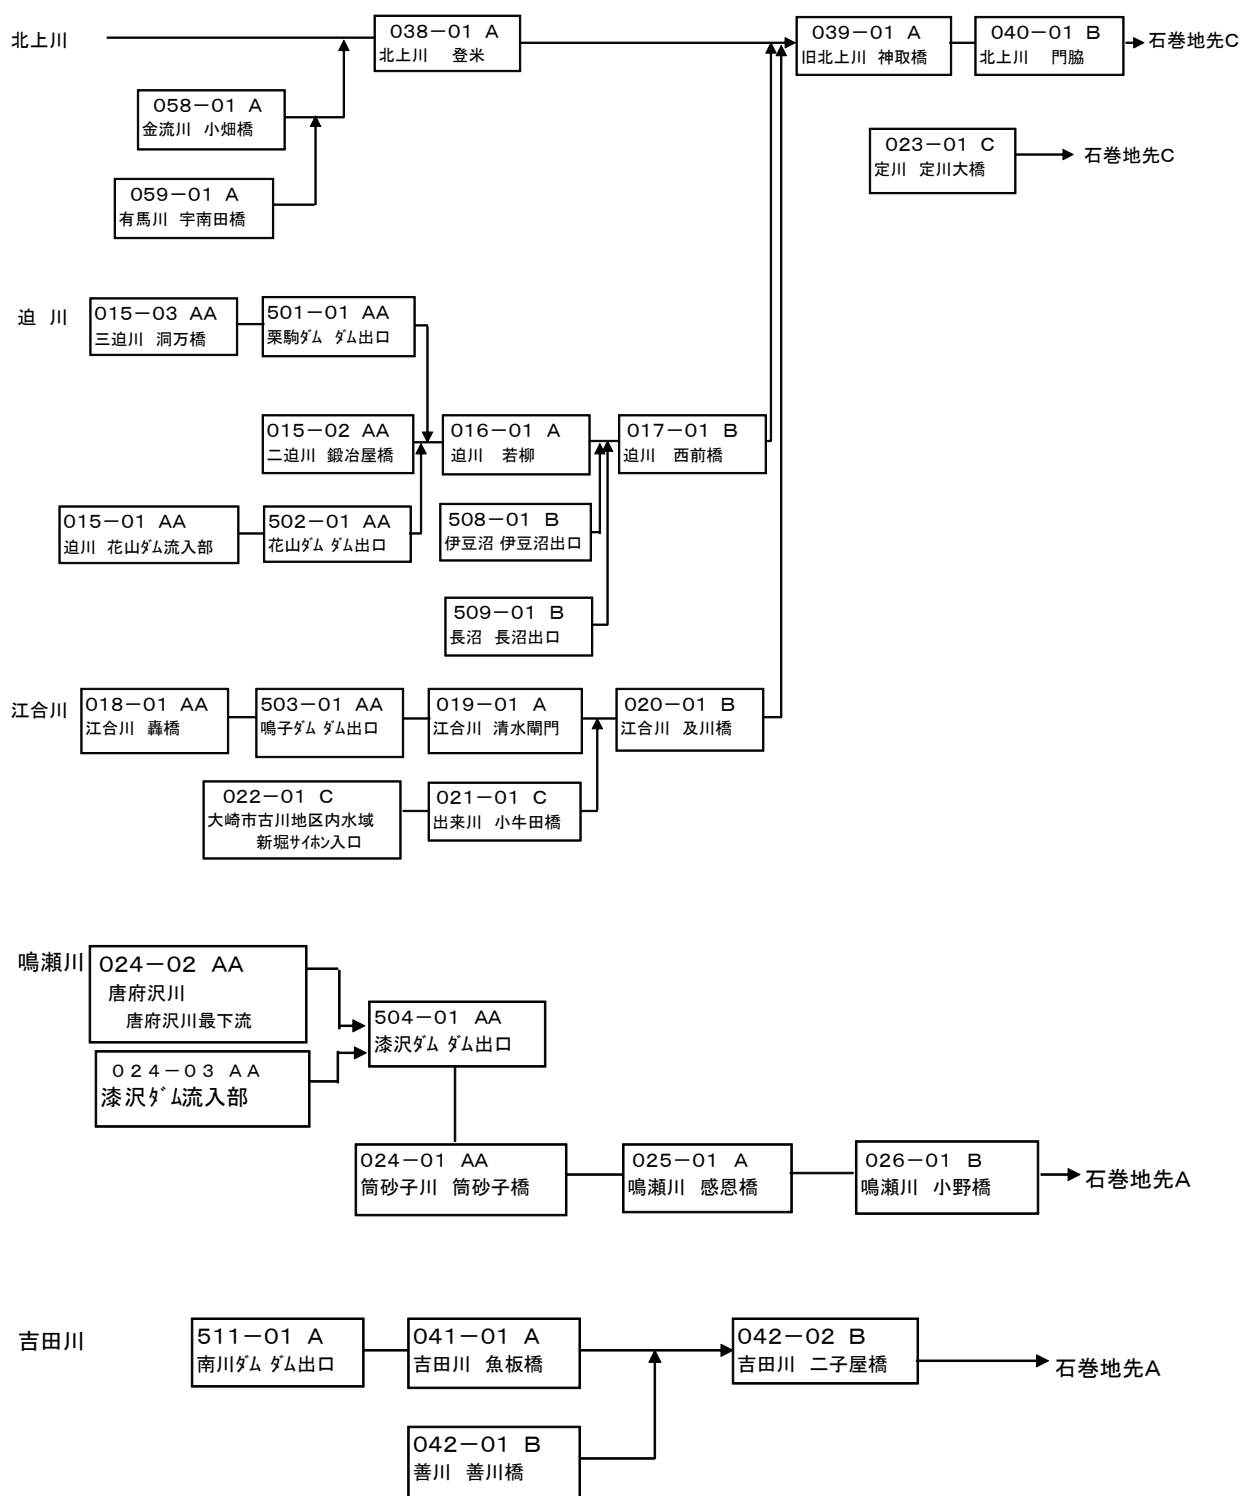 北上川
038−01 A
北上川 登米
039−01 A
旧北上川 神取橋
040−01 B
北上川 門脇
石巻地先C
058−01 A
金流川 小畑橋
023−01 C
定川 定川大橋
石巻地先C
059−01 A
有馬川 宇南田橋
迫 川
015−03 AA
三迫川 洞万橋
501−01 AA
栗駒ﾀﾞﾑ ダム出口
015−02 AA
二迫川 鍛冶屋橋
016−01 A
迫川 若柳
017−01 B
迫川 西前橋
015−01 AA
迫川 花山ﾀﾞﾑ流入部
502−01 AA
花山ﾀﾞﾑ ダム出口
508−01 B
伊豆沼 伊豆沼出口
509−01 B
長沼 長沼出口
江合川
018−01 AA
江合川 轟橋
503−01 AA
鳴子ﾀﾞﾑ ダム出口
019−01 A
江合川 清水閘門
020−01 B
江合川 及川橋
022−01 C
大崎市古川地区内水域
新堀ｻｲﾎﾝ入口
021−01 C
出来川 小牛田橋
鳴瀬川
024−02 AA
唐府沢川
唐府沢川最下流
504−01 AA
漆沢ﾀﾞﾑ ダム出口
024−03 AA
漆沢ﾀﾞﾑ流入部
024−01 AA
筒砂子川 筒砂子橋
025−01 A
鳴瀬川 感恩橋
026−01 B
鳴瀬川 小野橋
石巻地先A
吉田川
511−01 A
南川ﾀﾞﾑ ダム出口
041−01 A
吉田川 魚板橋
042−02 B
吉田川 二子屋橋
石巻地先A
042−01 B
善川 善川橋